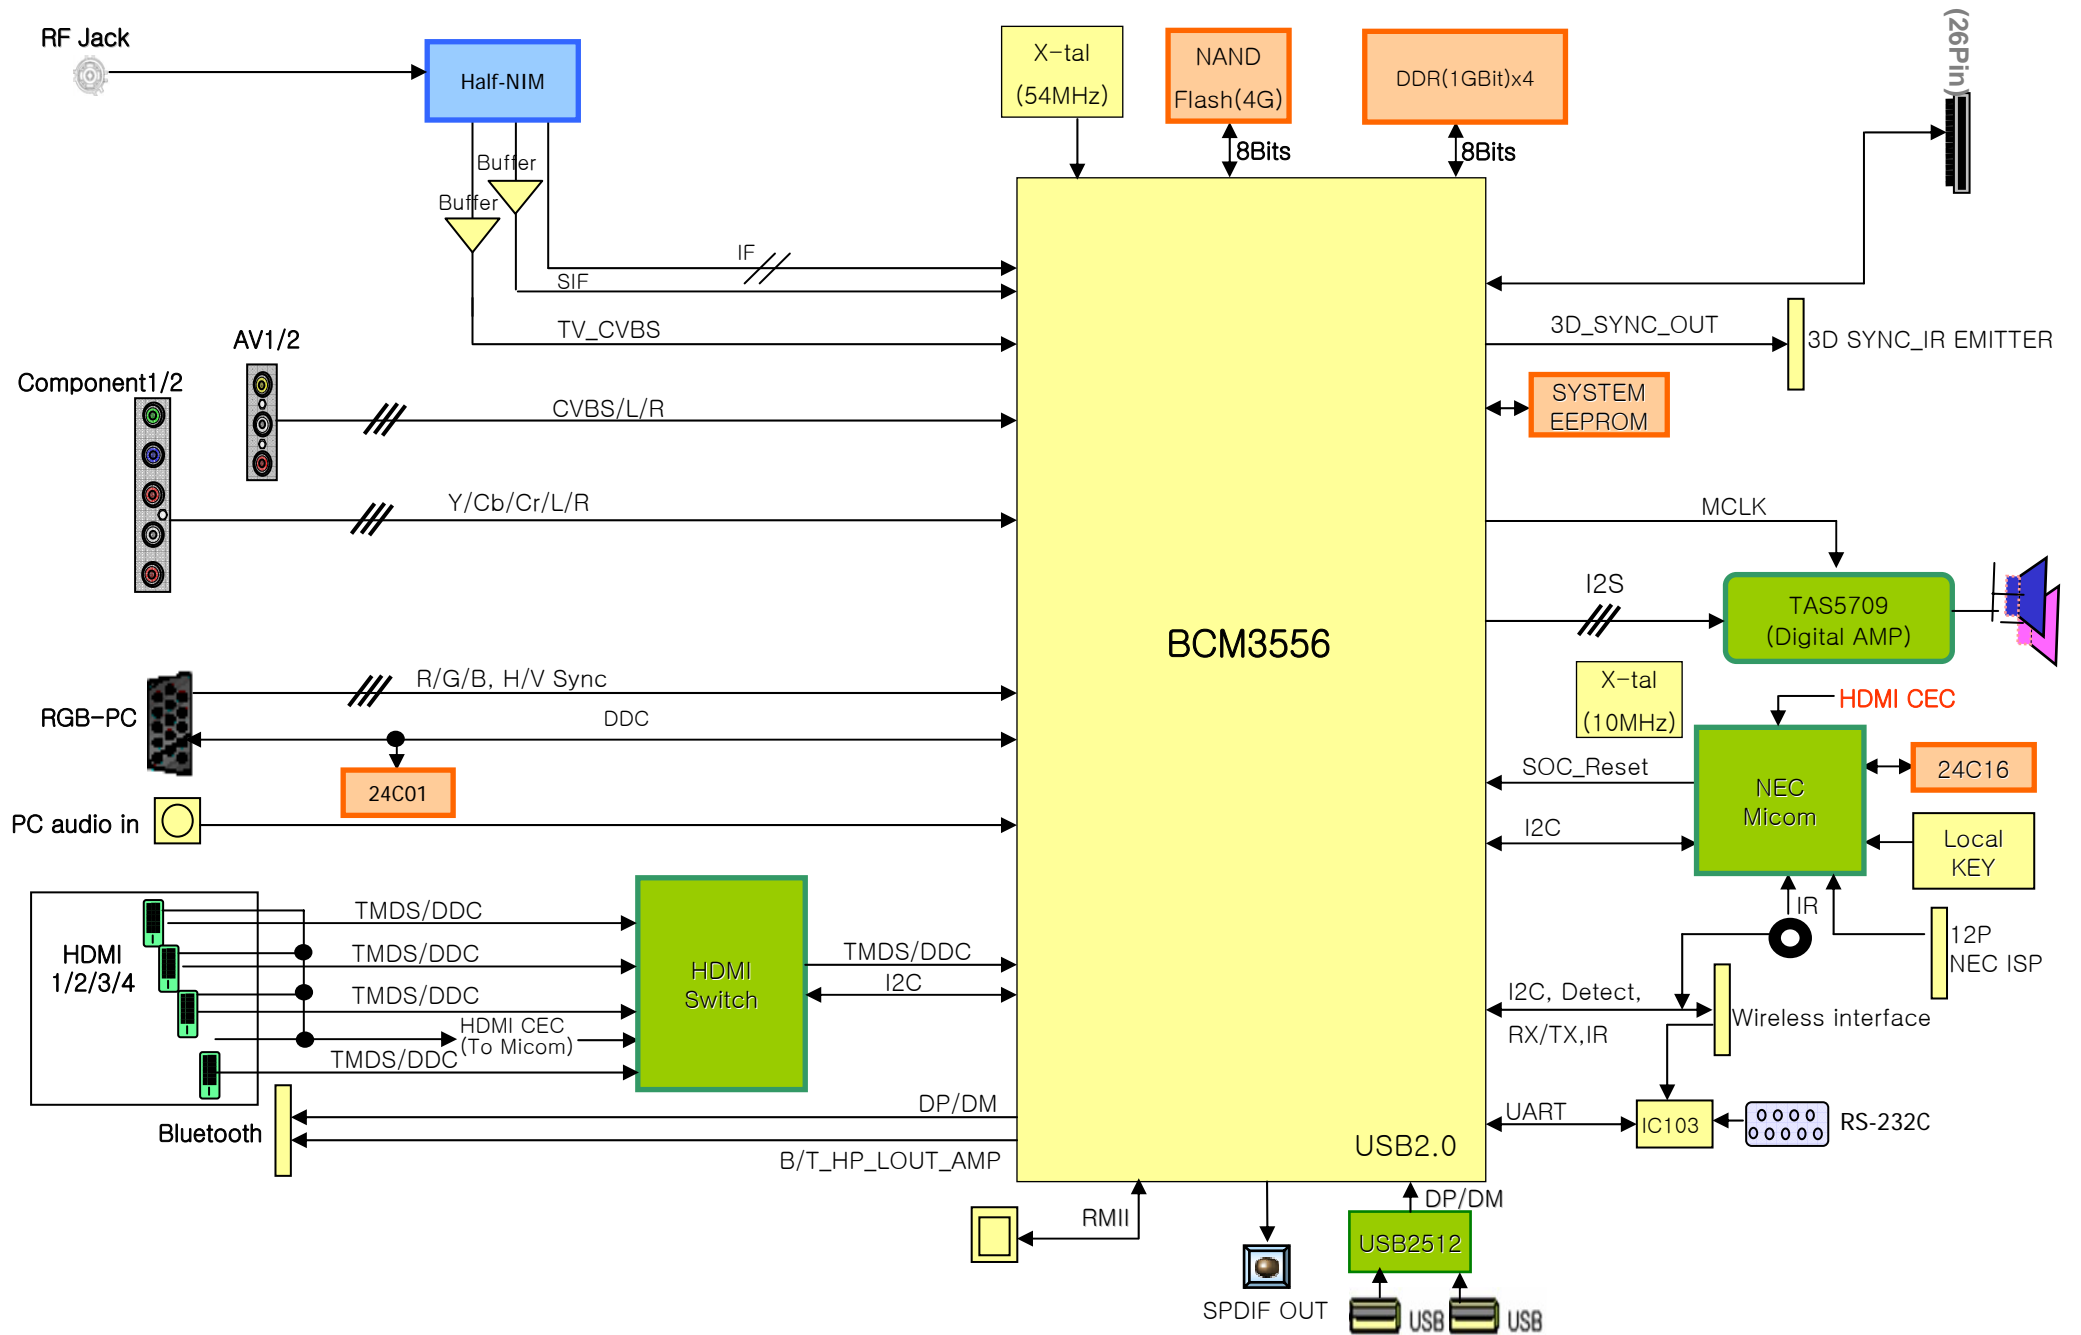 RF Jack
Half-NIM
X-tal
(54MHz)
NAND
Flash(4G)
DDR(1GBit)x4
(26Pin)
8Bits
8Bits
Buffer
Buffer
IF
SIF
TV_CVBS
3D_SYNC_OUT
3D SYNC_IR EMITTER
AV1/2
Component1/2
CVBS/L/R
SYSTEM
EEPROM
Y/Cb/Cr/L/R
MCLK
I2S
TAS5709
(Digital AMP)
BCM3556
X-tal
(10MHz)
HDMI CEC
R/G/B, H/V Sync
RGB-PC
DDC
24C01
SOC_Reset
NEC
Micom
24C16
PC audio in
I2C
Local
KEY
IR
12P
NEC ISP
HDMI
1/2/3/4
TMDS/DDC
TMDS/DDC
TMDS/DDC
HDMI CEC
(To Micom)
TMDS/DDC
HDMI
Switch
TMDS/DDC
I2C
I2C, Detect,
RX/TX,IR
Wireless interface
DP/DM
Bluetooth
B/T_HP_LOUT_AMP
USB2.0
UART
IC103
RS-232C
RMII
DP/DM
USB2512
SPDIF OUT
USB
USB